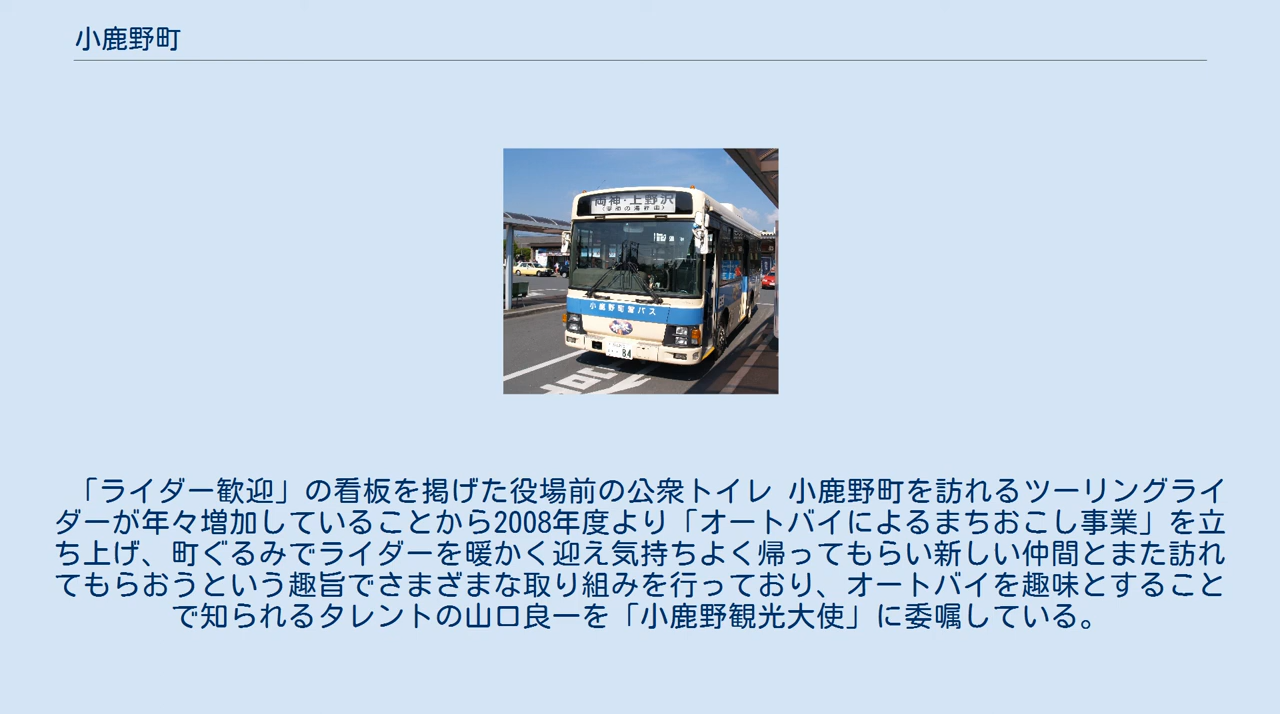 小鹿野町
両神・上野沢
小鹿野町営バス
84
「ライダー歓迎」の看板を掲げた役場前の公衆トイレ 小鹿野町を訪れるツーリングライ
ダーが年々増加していることから2008年度より「オートバイによるまちおこし事業」を立
ち上げ、町ぐるみでライダーを暖かく迎え気持ちよく帰ってもらい新しい仲間とまた訪れ
てもらおうという趣旨でさまざまな取り組みを行っており、オートバイを趣味とすること
で知られるタレントの山口良一を「小鹿野観光大使」に委嘱している。